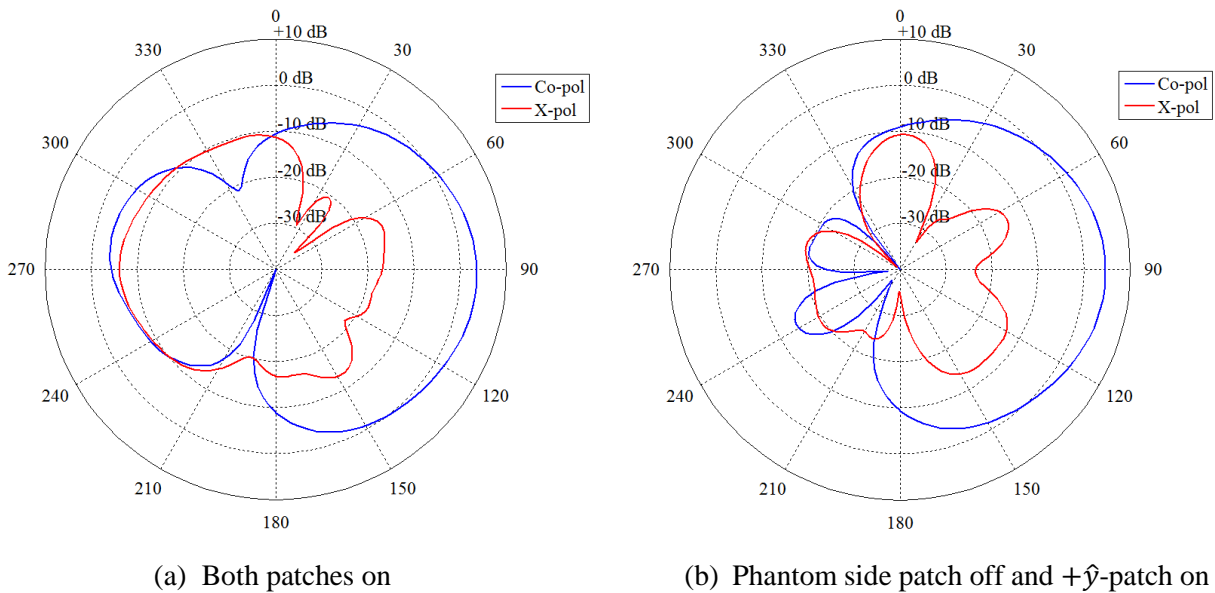 0
+10 dB
330
30
0 dB
Co-pol
X-pol
300
-10 dB
60
-20 dB
-30 dB
270
90
240
120
210
150
180
(a) Both patches on
0
+10 dB
330
30
0 dB
Co-pol
X-pol
300
-10 dB
60
-20 dB
-30 dB
270
90
240
120
210
150
180
(b) Phantom side patch off and +ŷ-patch on